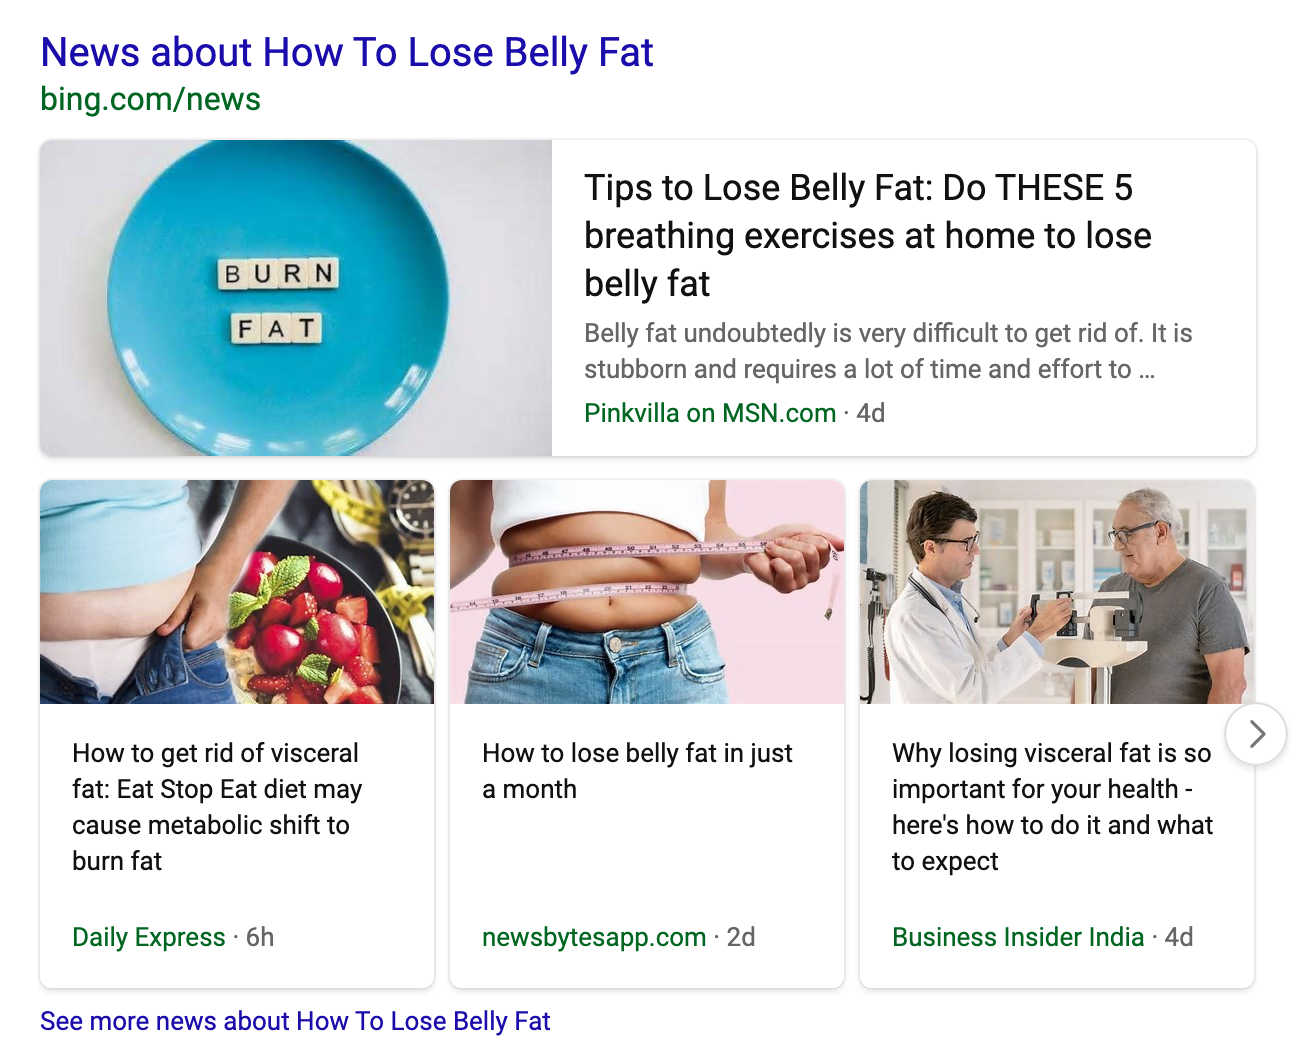 News about How To Lose Belly Fat
bing.com/news
BURN
FAT
Tips to Lose Belly Fat: Do THESE 5
breathing exercises at home to lose
belly fat
Belly fat undoubtedly is very difficult to get rid of. It is
stubborn and requires a lot of time and effort to ...
Pinkvilla on MSN.com · 4d
How to get rid of visceral
fat: Eat Stop Eat diet may
cause metabolic shift to
burn fat
Daily Express · 6h
How to lose belly fat in just
a month
newsbytesapp.com · 2d
Why losing visceral fat is so
important for your health -
here's how to do it and what
to expect
Business Insider India · 4d
See more news about How To Lose Belly Fat